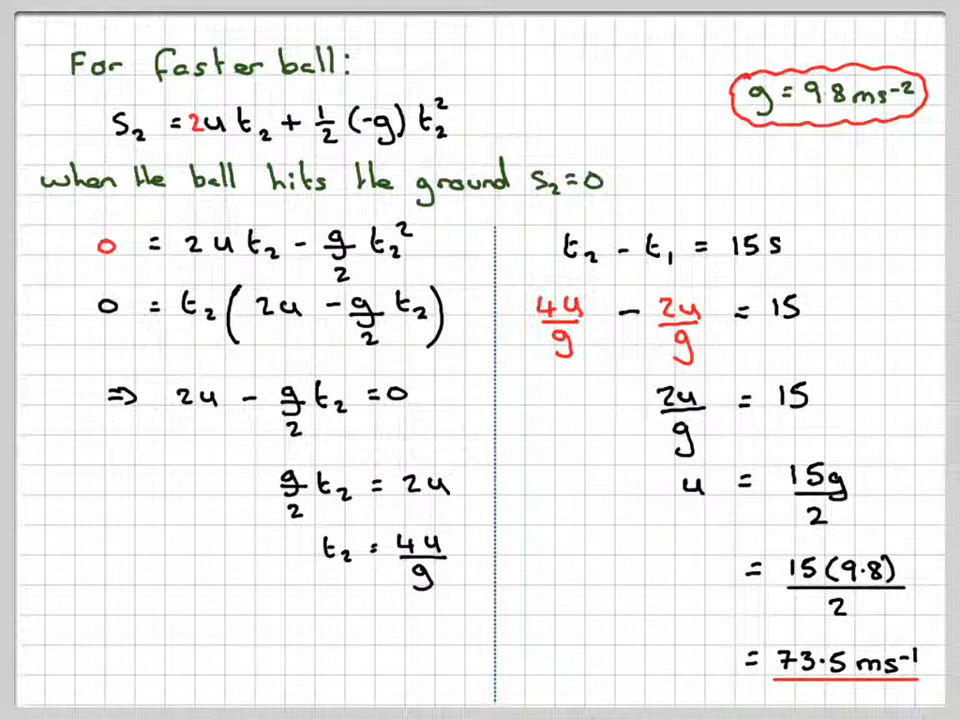 For faster ball:
g = 9.8 ms⁻²
s₂ = 2u t₂ + 1/2 (-g) t₂²
when the ball hits the ground s₂ = 0
0 = 2u t₂ - g/2 t₂²
0 = t₂(2u - g/2 t₂)
⇒ 2u - g/2 t₂ = 0
g/2 t₂ = 2u
t₂ = 4u/g
t₂ - t₁ = 15 s
4u/g - 2u/g = 15
2u/g = 15
u = 15g/2
= 15(9.8)/2
= 73.5 ms⁻¹